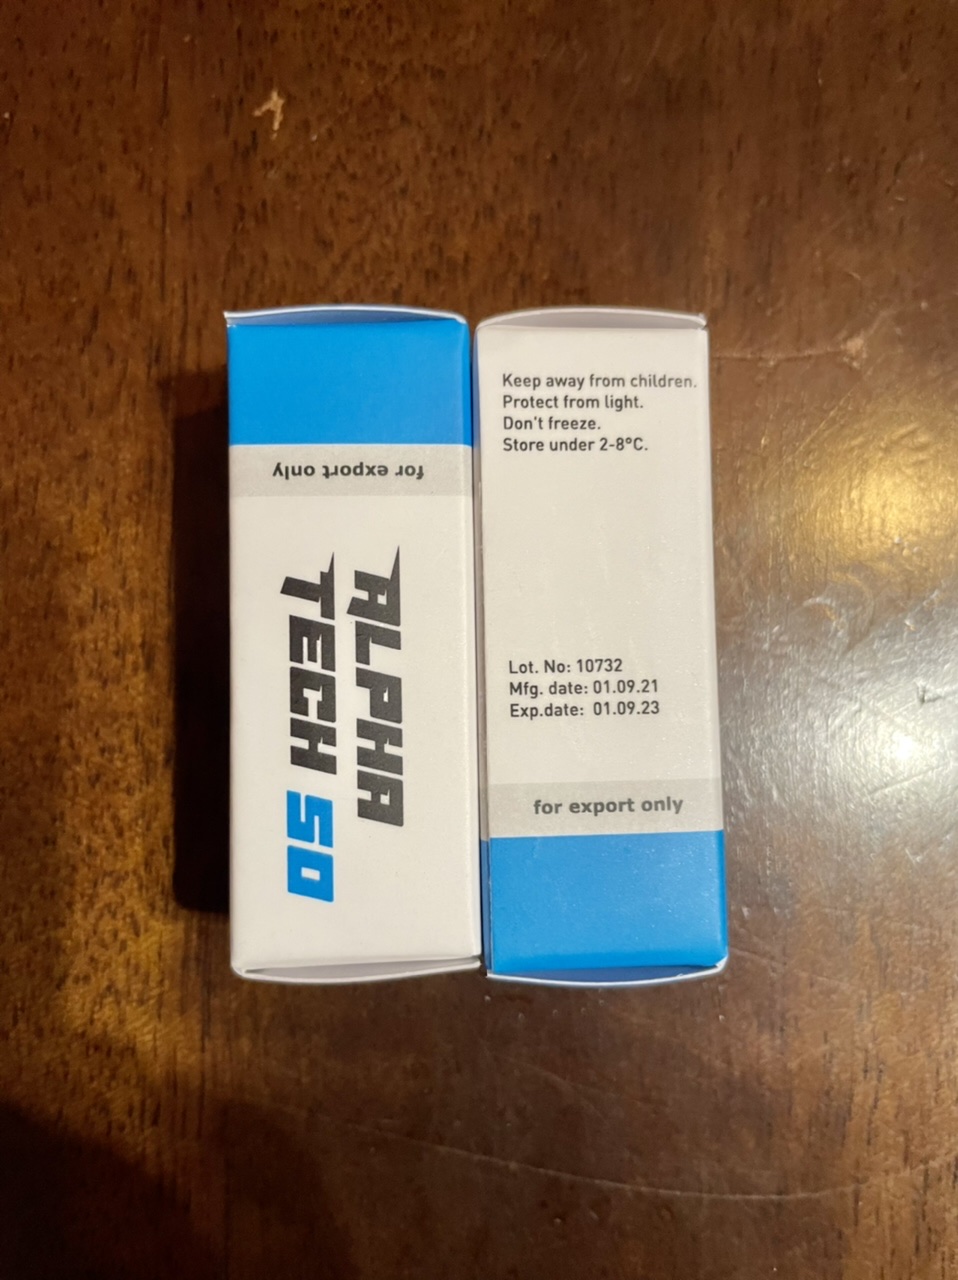 for export only
ALPHA
TECH 50
Keep away from children.
Protect from light.
Don't freeze.
Store under 2-8°C.
Lot. No: 10732
Mfg. date: 01.09.21
Exp.date: 01.09.23
for export only